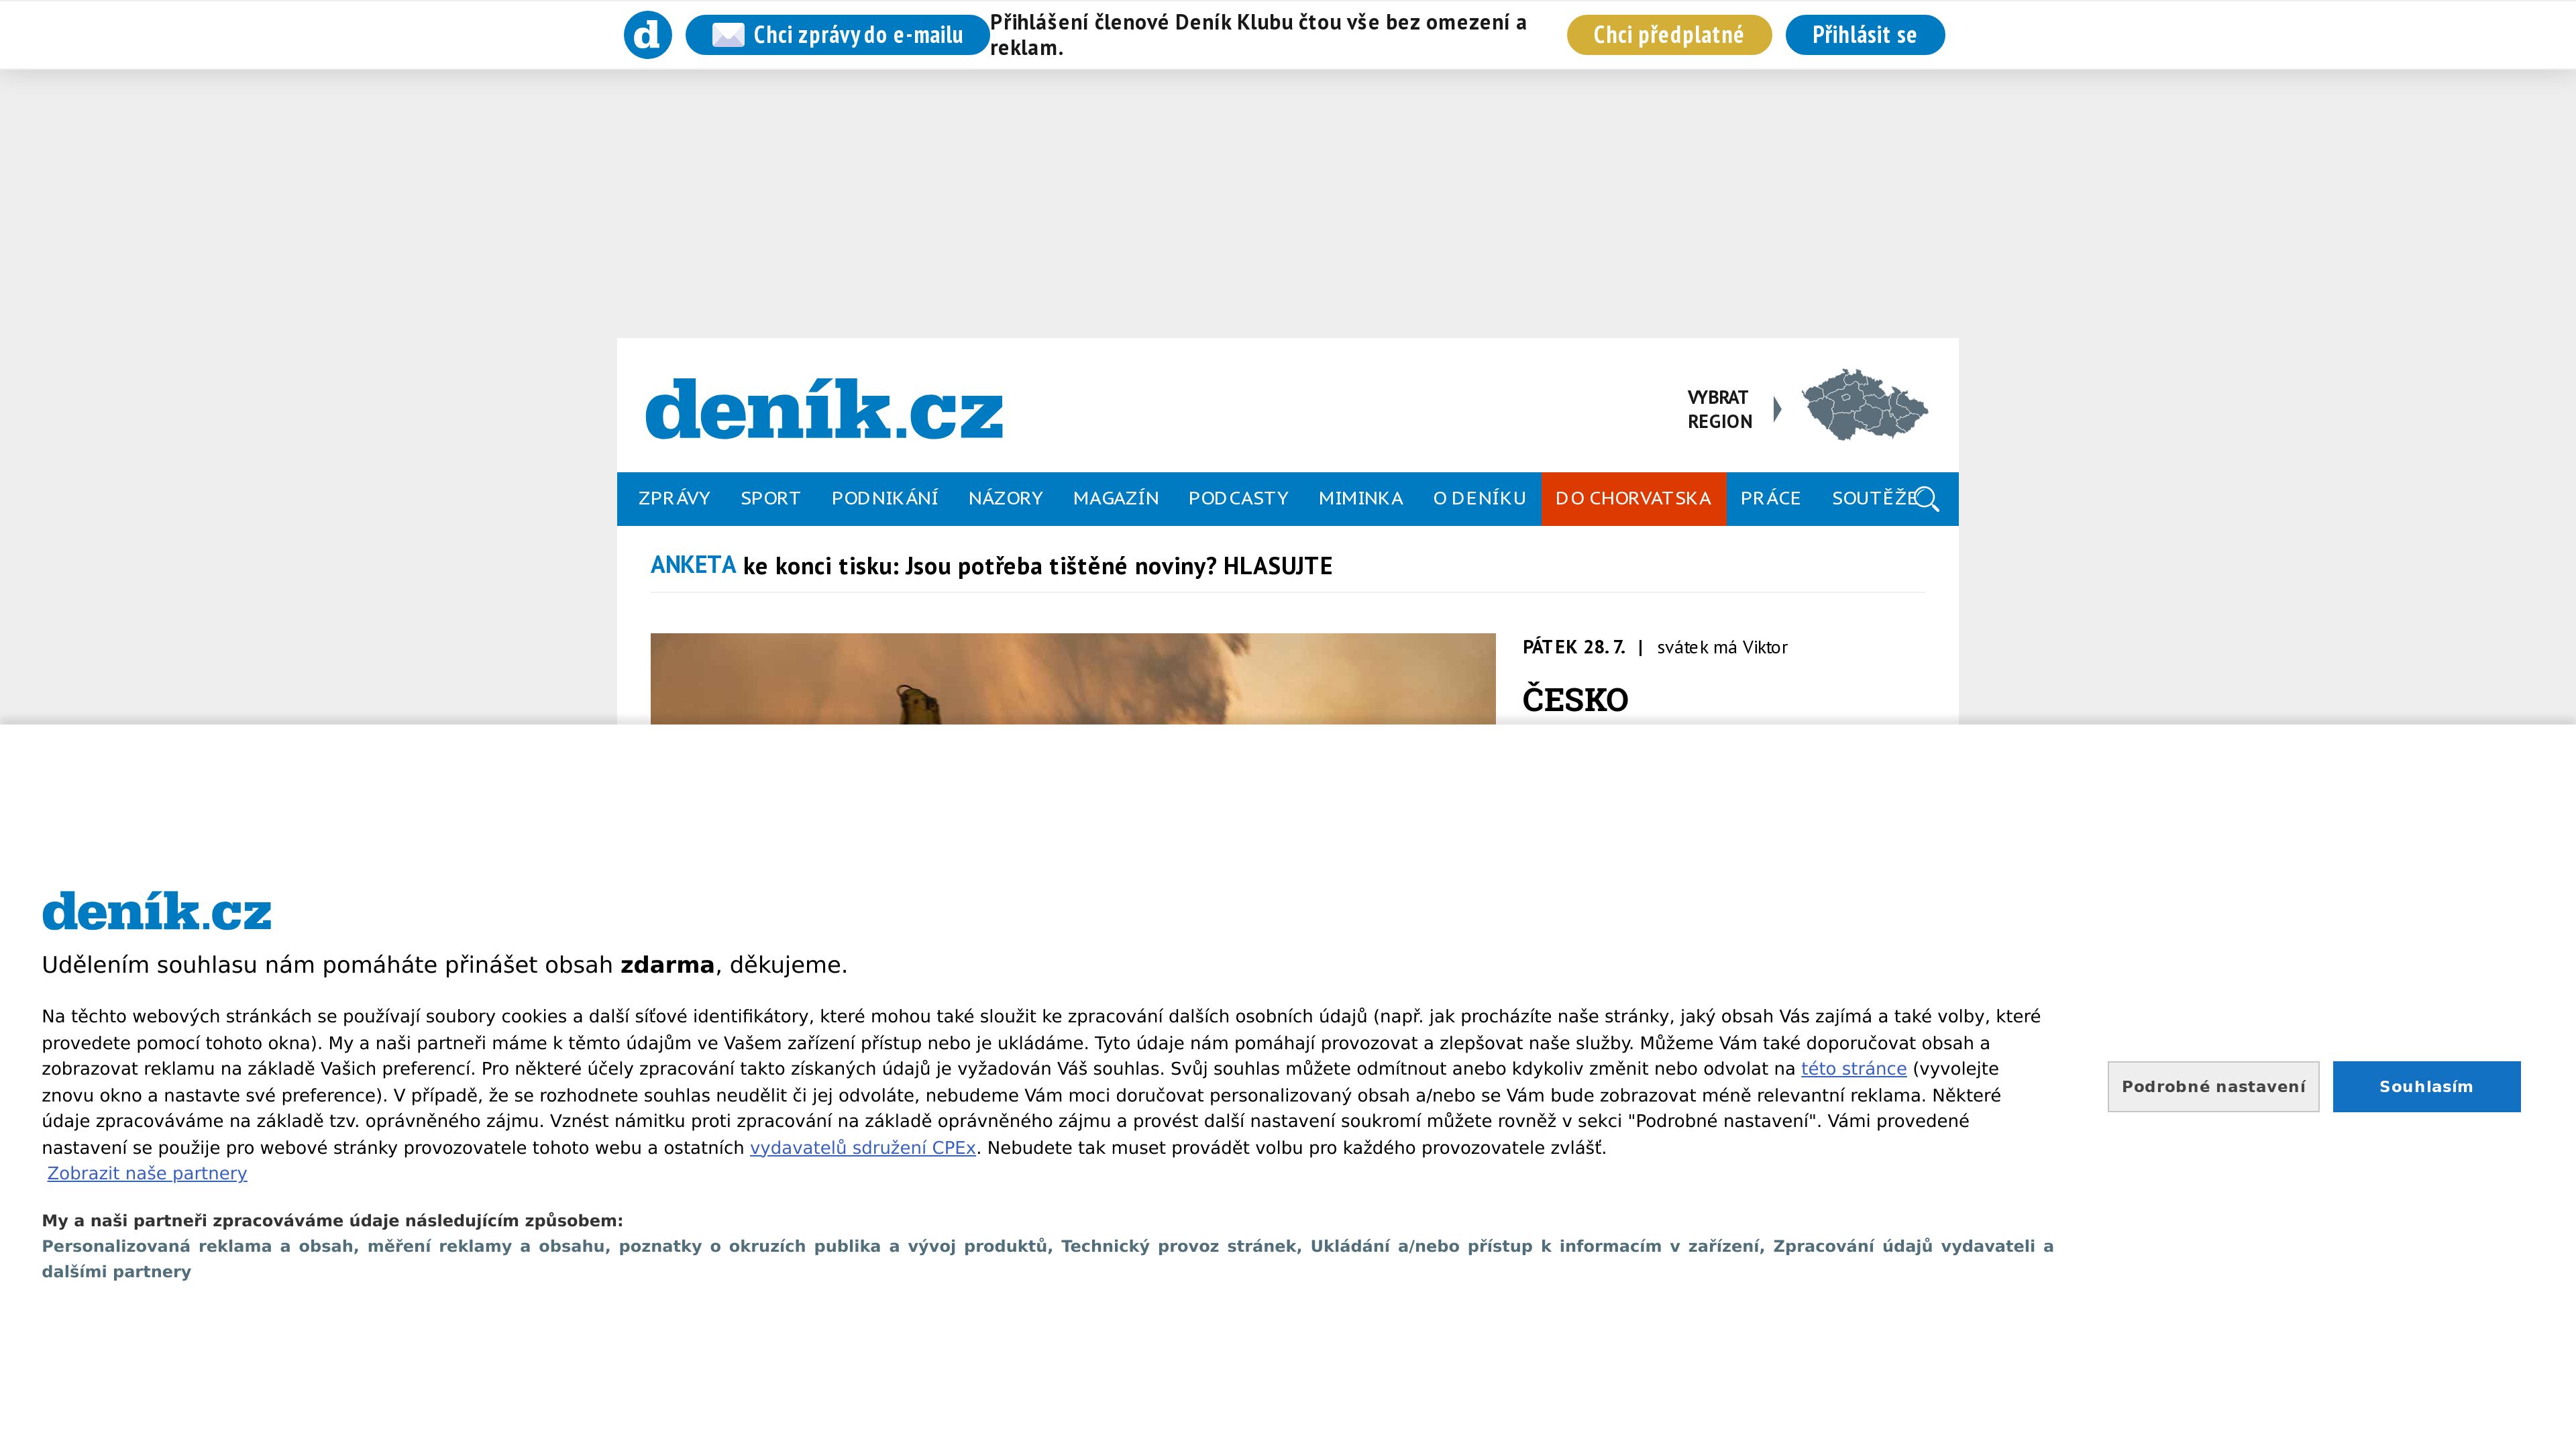 d
Chci zprávy do e-mailu
Přihlášení členové Deník Klubu čtou vše bez omezení a
reklam.
Chci předplatné
Přihlásit se
deník.cz
VYBRAT
REGION
ZPRÁVY SPORT PODNIKÁNÍ NÁZORY MAGAZÍN PODCASTY MIMINKA O DENÍKU DO CHORVATSKA PRÁCE SOUTĚŽE
ANKETA ke konci tisku: Jsou potřeba tištěné noviny? HLASUJTE
PÁTEK 28. 7. | svátek má Viktor
ČESKO
deník.cz
Udělením souhlasu nám pomáháte přinášet obsah zdarma, děkujeme.
Na těchto webových stránkách se používají soubory cookies a další síťové identifikátory, které mohou také sloužit ke zpracování dalších osobních údajů (např. jak procházíte naše stránky, jaký obsah Vás zajímá a také volby, které
provedete pomocí tohoto okna). My a naši partneři máme k těmto údajům ve Vašem zařízení přístup nebo je ukládáme. Tyto údaje nám pomáhají provozovat a zlepšovat naše služby. Můžeme Vám také doporučovat obsah a
zobrazovat reklamu na základě Vašich preferencí. Pro některé účely zpracování takto získaných údajů je vyžadován Váš souhlas. Svůj souhlas můžete odmítnout anebo kdykoliv změnit nebo odvolat na této stránce (vyvolejte
znovu okno a nastavte své preference). V případě, že se rozhodnete souhlas neudělit či jej odvoláte, nebudeme Vám moci doručovat personalizovaný obsah a/nebo se Vám bude zobrazovat méně relevantní reklama. Některé
údaje zpracováváme na základě tzv. oprávněného zájmu. Vznést námitku proti zpracování na základě oprávněného zájmu a provést další nastavení soukromí můžete rovněž v sekci "Podrobné nastavení". Vámi provedené
nastavení se použije pro webové stránky provozovatele tohoto webu a ostatních vydavatelů sdružení CPEx. Nebudete tak muset provádět volbu pro každého provozovatele zvlášť.
Zobrazit naše partnery
My a naši partneři zpracováváme údaje následujícím způsobem:
Personalizovaná reklama a obsah, měření reklamy a obsahu, poznatky o okruzích publika a vývoj produktů, Technický provoz stránek, Ukládání a/nebo přístup k informacím v zařízení, Zpracování údajů vydavateli a
dalšími partnery
Podrobné nastavení
Souhlasím